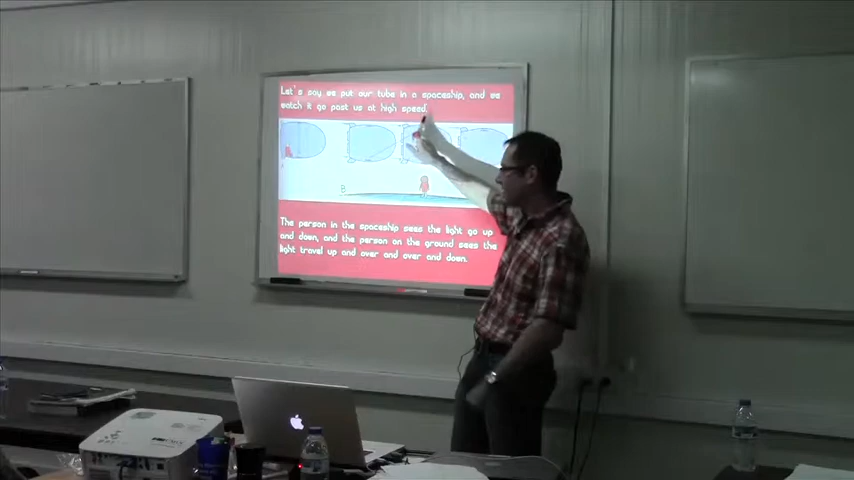 Let's say we put our tube in a spaceship, and we
watch it go past us at high speed.
B
The person in the spaceship sees the light go up
and down, and the person on the ground sees the
light travel up and over and over and down.